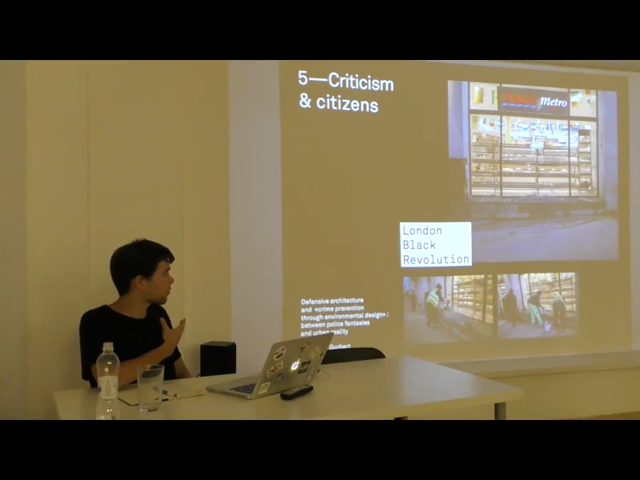 5—Criticism
& citizens
TESCO Metro
London
Black
Revolution
Defensive architecture
and «crime prevention
through environmental design» :
between police fantasies
and urban reality